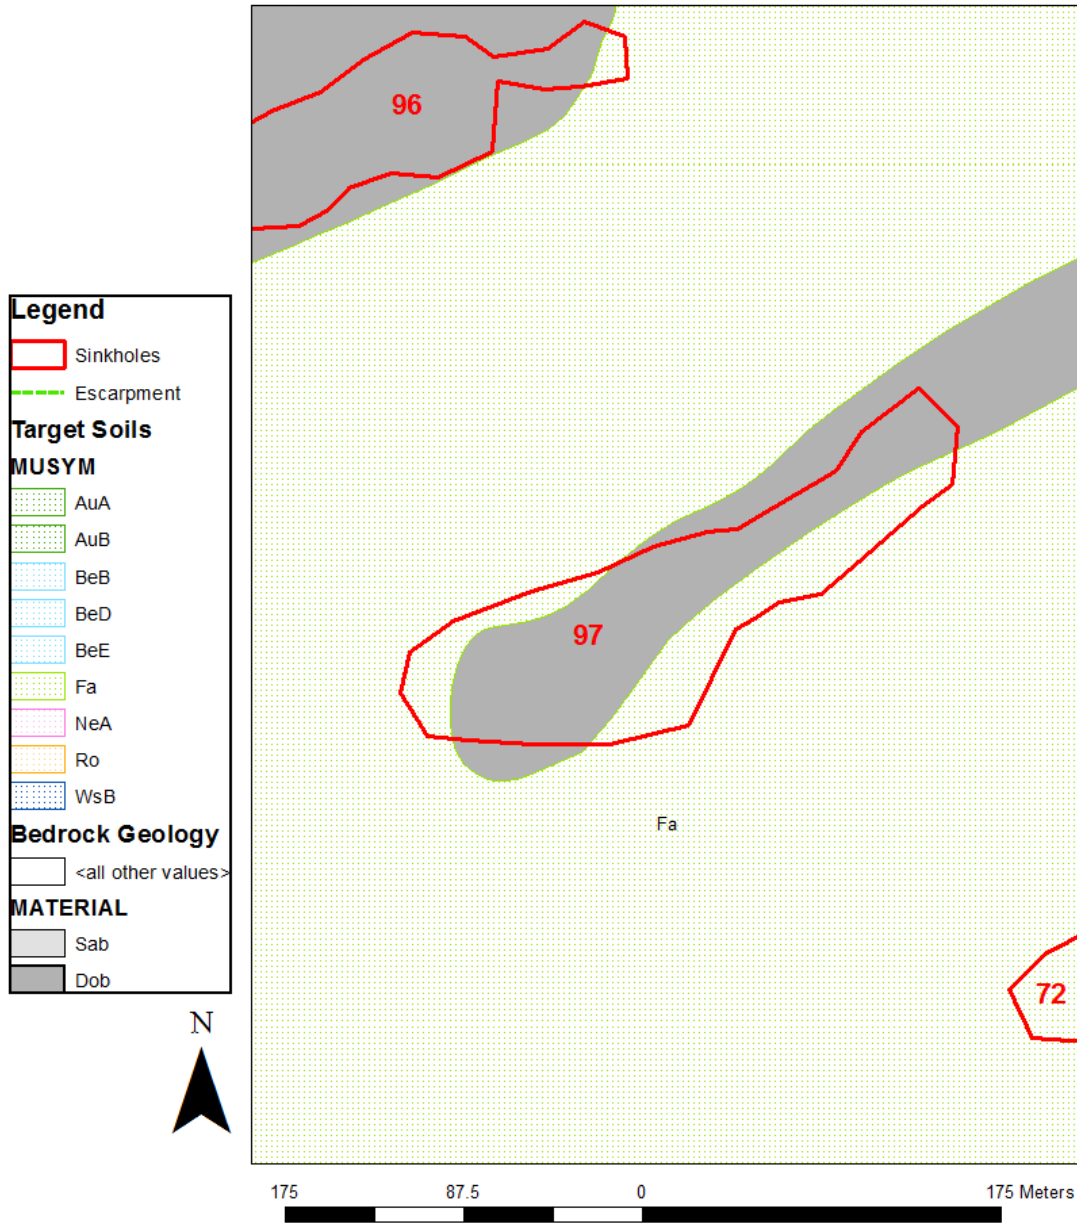 96
97
Fa
72
Legend
Sinkholes
Escarpment
Target Soils
MUSYM
AuA
AuB
BeB
BeD
BeE
Fa
NeA
Ro
WsB
Bedrock Geology
<all other values>
MATERIAL
Sab
Dob
N
175 87.5 0 175 Meters